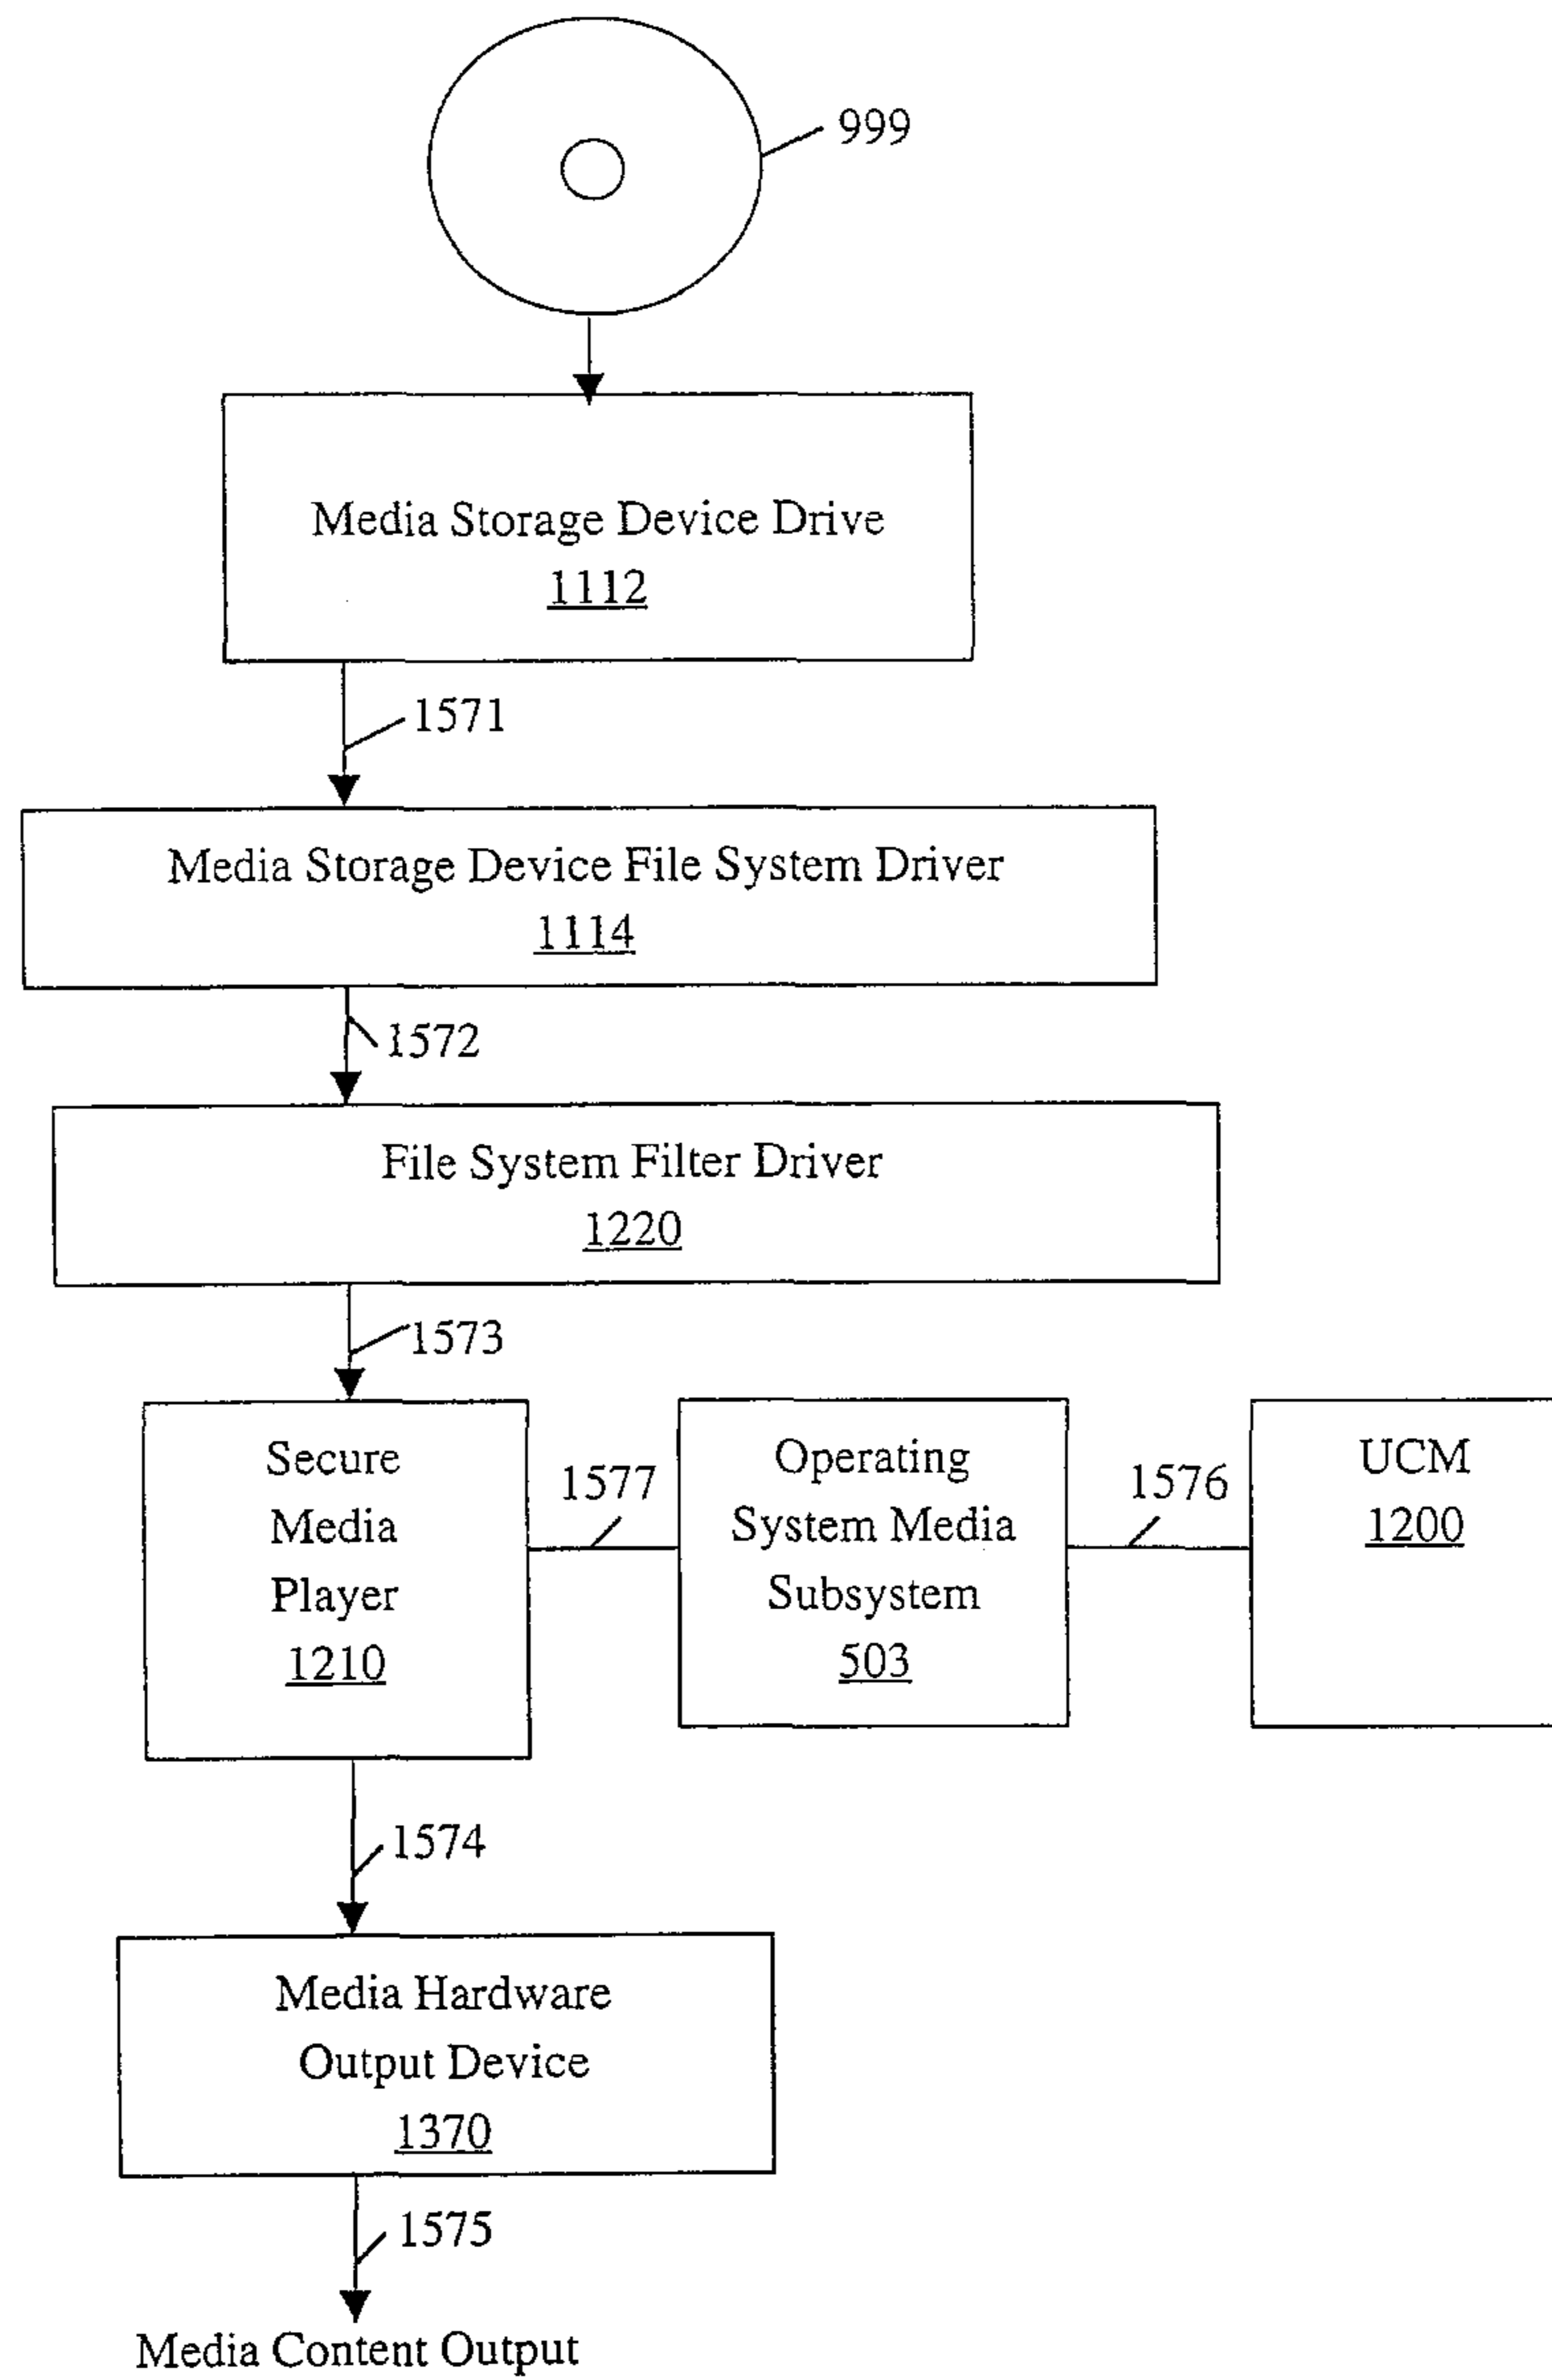 999
Media Storage Device Drive
1112
1571
Media Storage Device File System Driver
1114
1572
File System Filter Driver
1220
1573
Secure
Media
Player
1210
1577
Operating
System Media
Subsystem
503
1576
UCM
1200
1574
Media Hardware
Output Device
1370
1575
Media Content Output